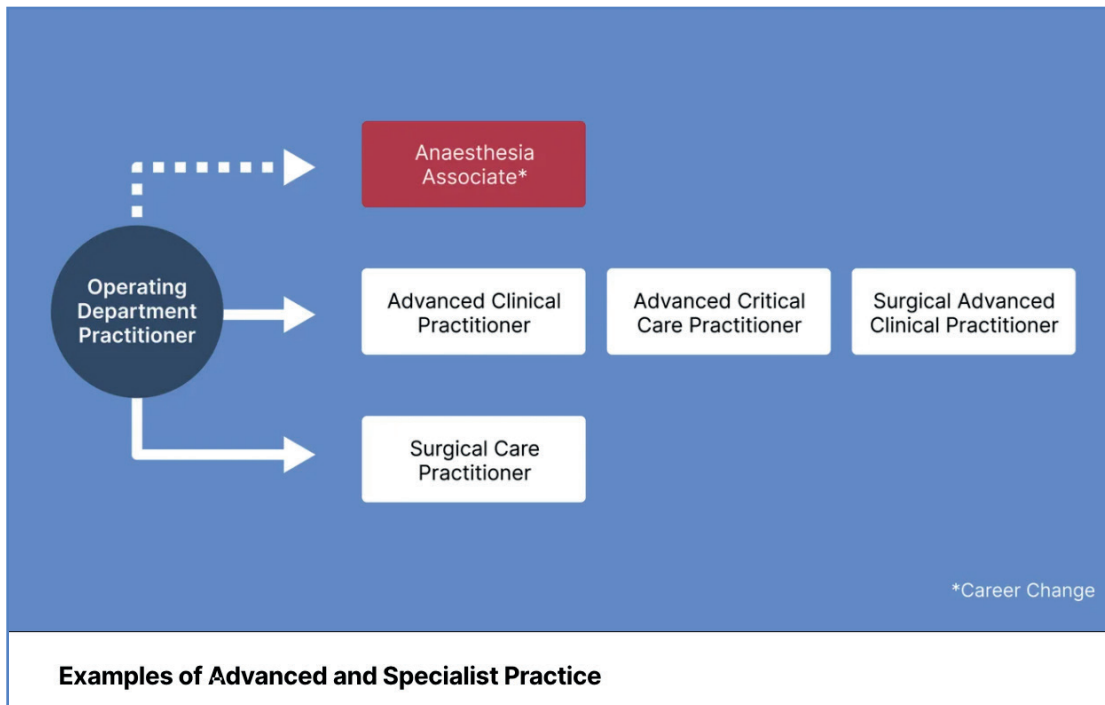 Anaesthesia
Associate*
Operating
Department
Practitioner
Advanced Clinical
Practitioner
Advanced Critical
Care Practitioner
Surgical Advanced
Clinical Practitioner
Surgical Care
Practitioner
*Career Change
Examples of Advanced and Specialist Practice